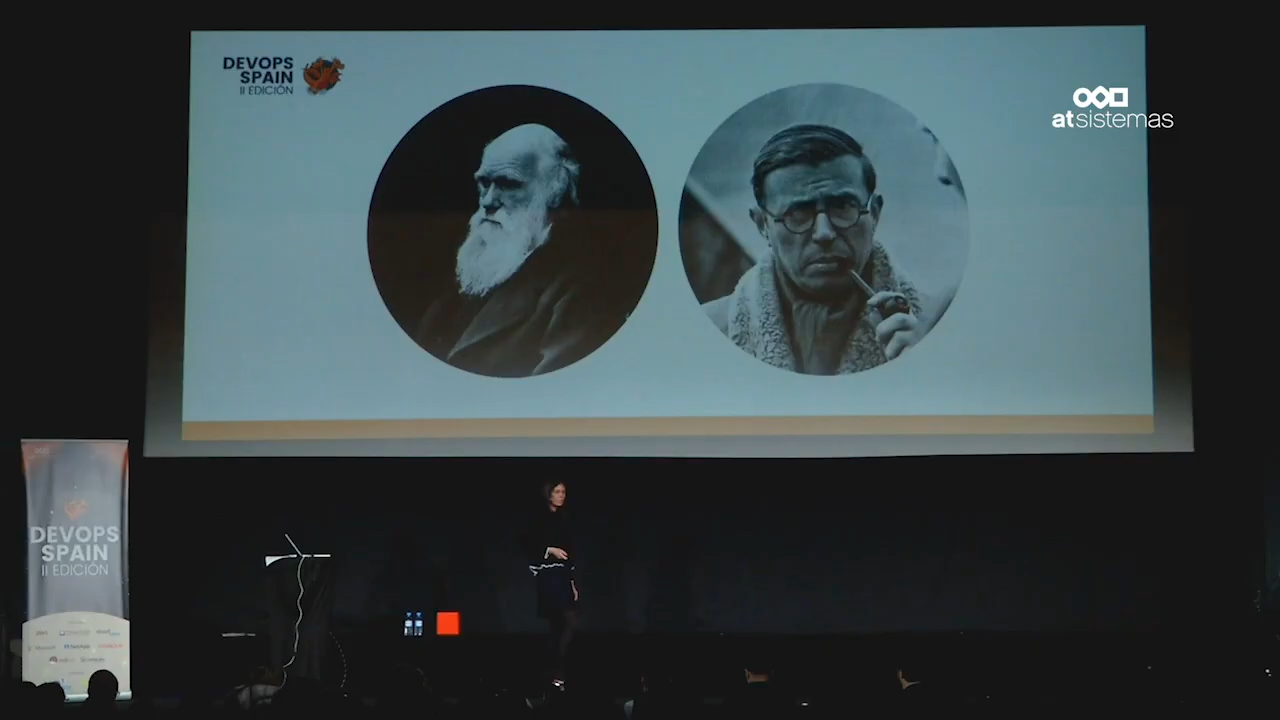 DEVOPS
SPAIN
II EDICIÓN
atsistemas
DEVOPS
SPAIN
II EDICIÓN